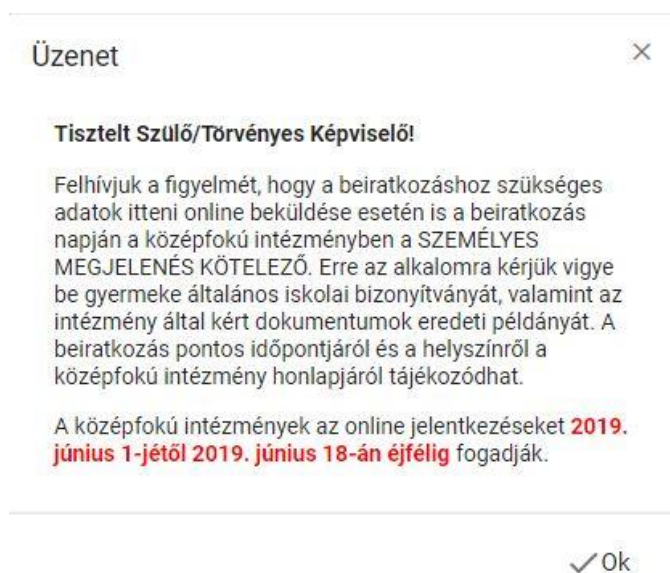 Üzenet
Tisztelt Szülő/Törvényes Képviselő!
Felhívjuk a figyelmét, hogy a beiratkozáshoz szükséges
adatok itteni online beküldése esetén is a beiratkozás
napján a középfokú intézményben a SZEMÉLYES
MEGJELENÉS KÖTELEZŐ. Erre az alkalomra kérjük vigye
be gyermeke általános iskolai bizonyítványát, valamint az
intézmény által kért dokumentumok eredeti példányát. A
beiratkozás pontos időpontjáról és a helyszínről a
középfokú intézmény honlapjáról tájékozódhat.
A középfokú intézmények az online jelentkezéseket 2019.
június 1-jétől 2019. június 18-án éjfélig fogadják.
Ok